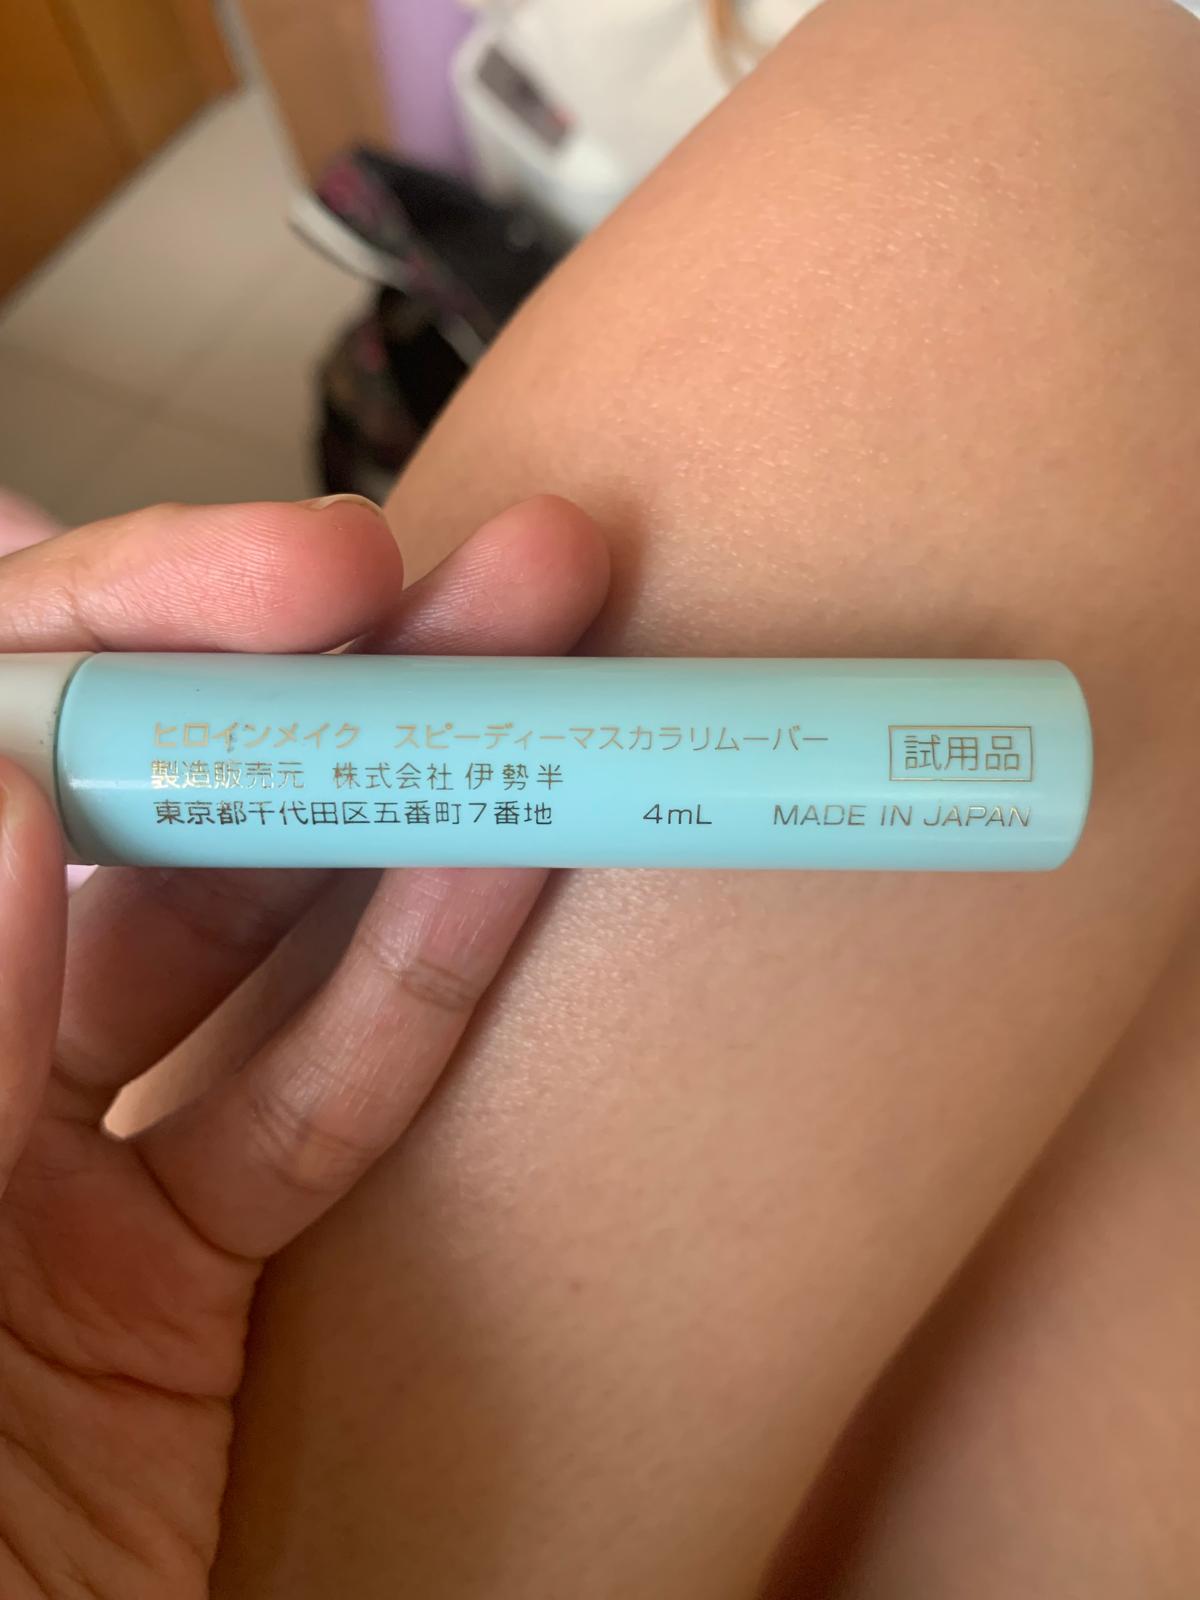 ヒロインメイク スピーディーマスカラリムーバー 試用品
製造販売元 株式会社 伊勢半
東京都千代田区五番町7番地 4mL MADE IN JAPAN